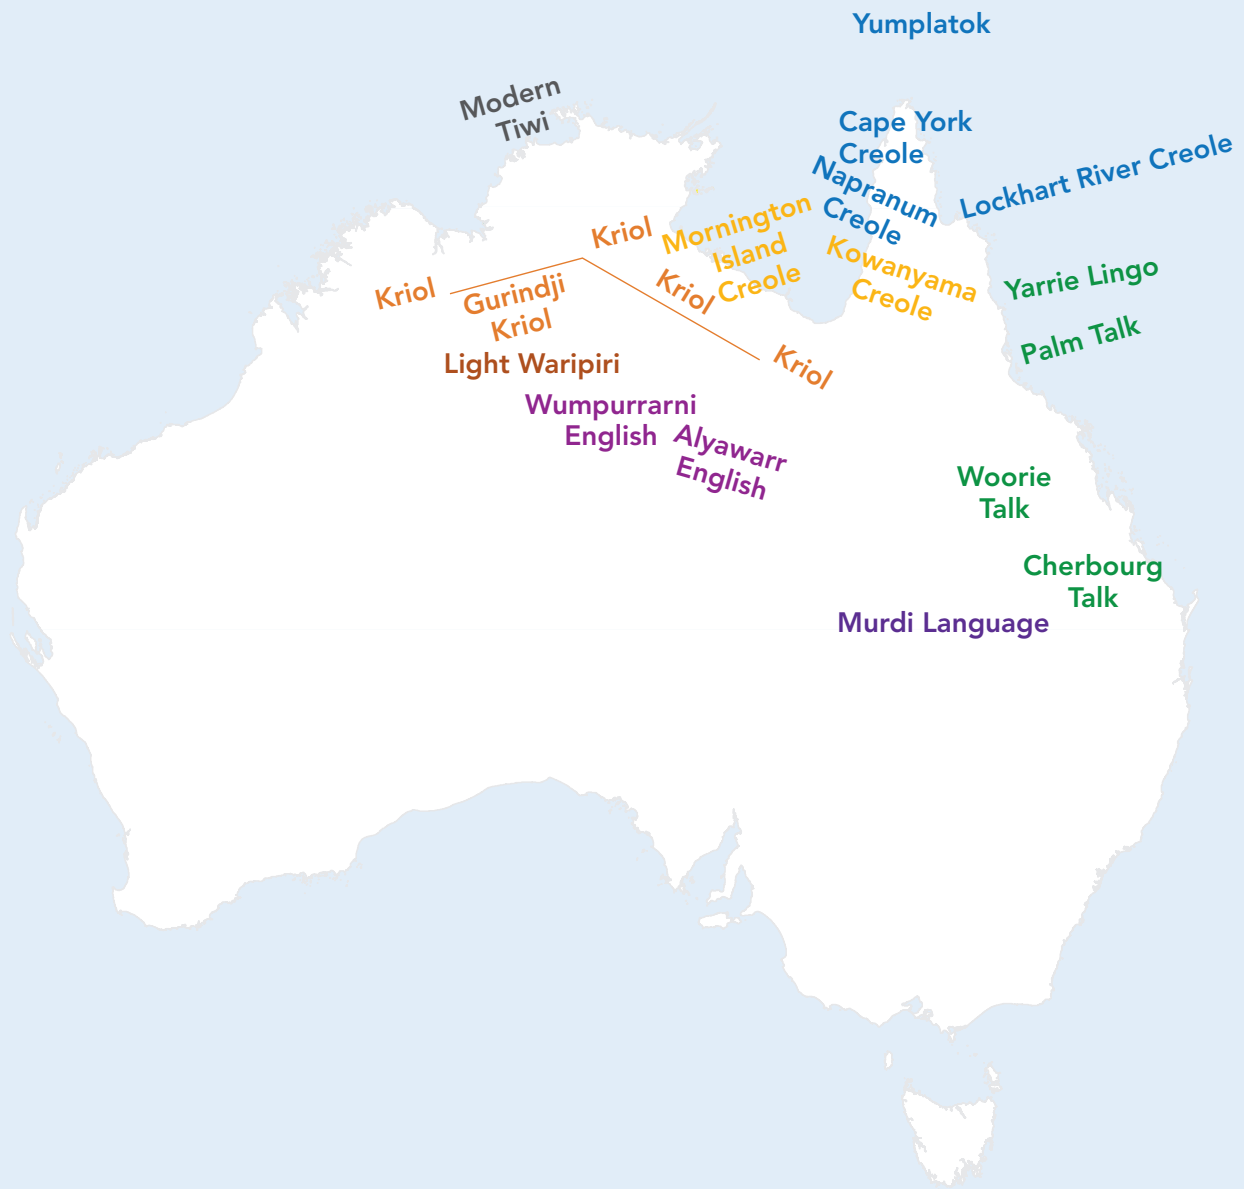 Yumplatok
Modern
Tiwi
Cape York
Creole
Napranum
Creole
Lockhart River Creole
Kriol
Mornington
Island
Creole
Kowanyama
Creole
Yarrie Lingo
Kriol
Gurindji
Kriol
Kriol
Palm Talk
Light Waripiri
Kriol
Wumpurrarni
English
Alyawarr
English
Woorie
Talk
Cherbourg
Talk
Murdi Language